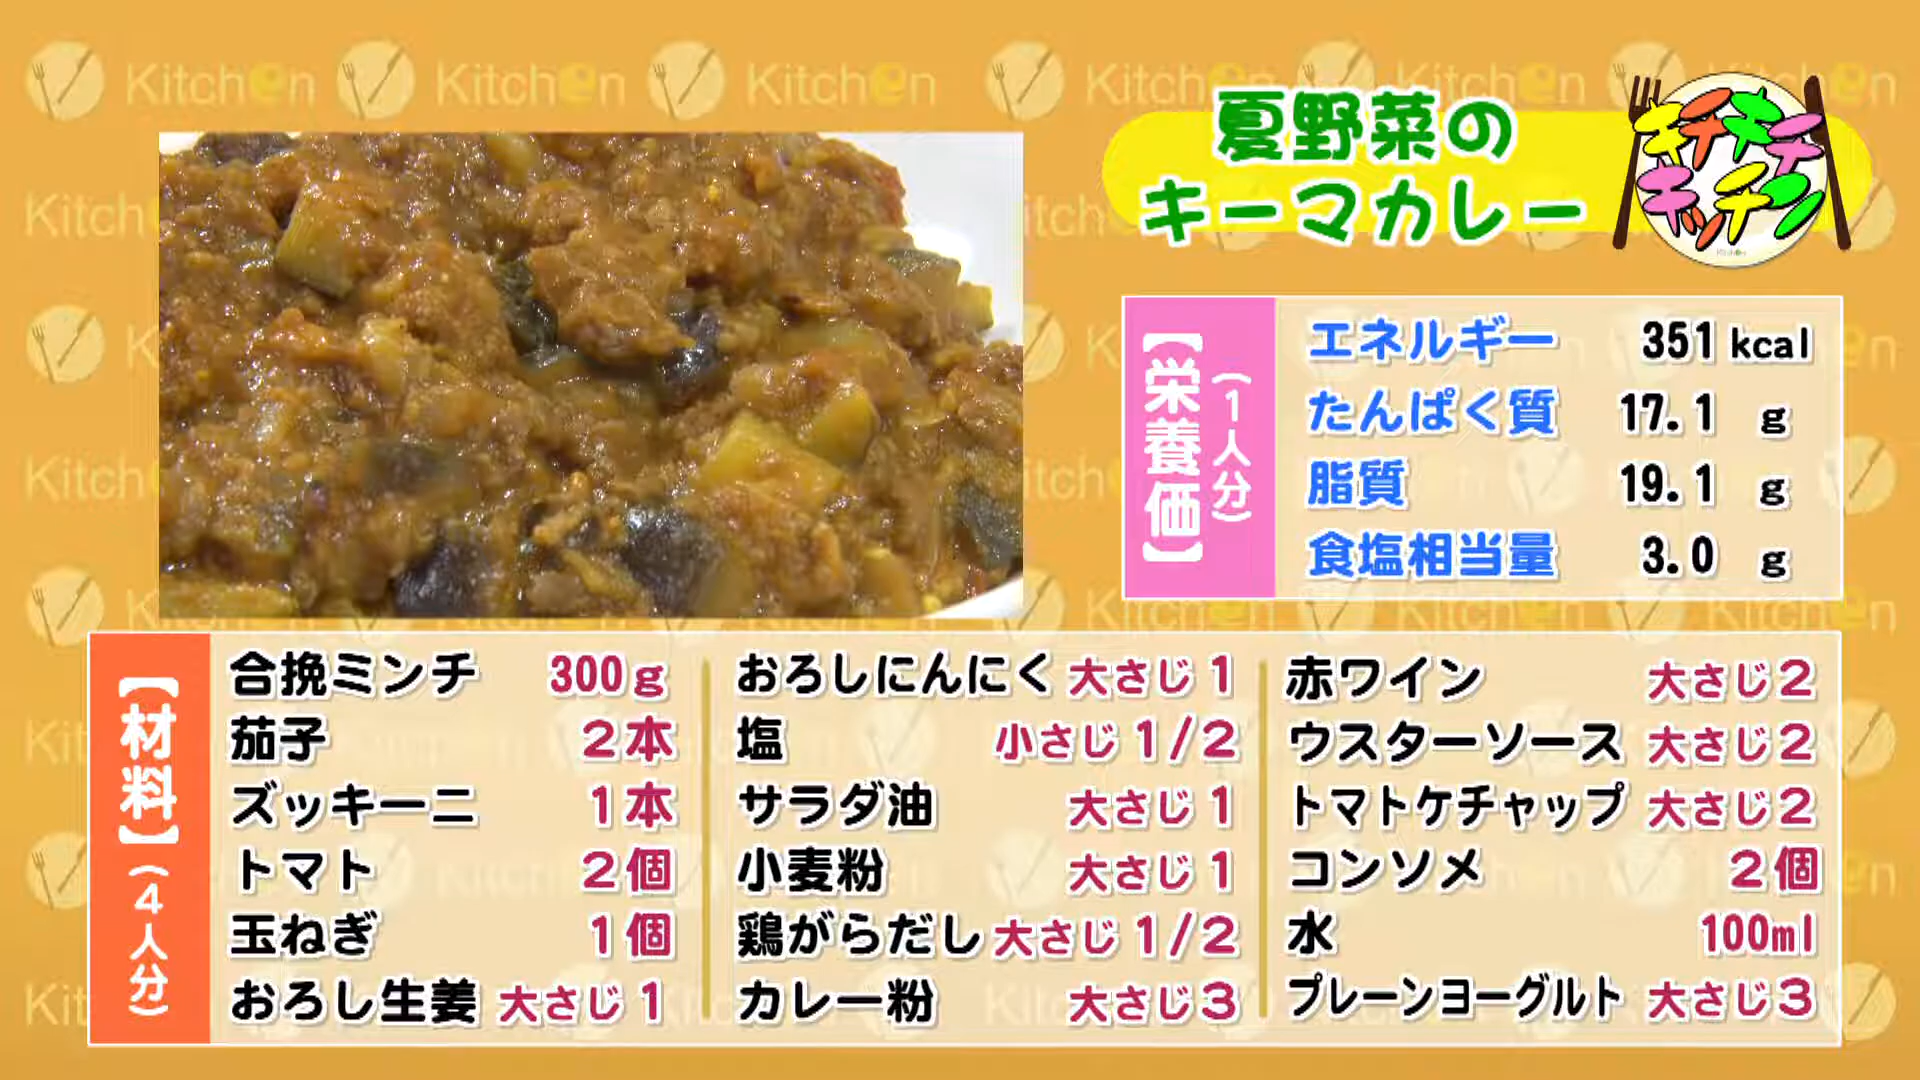 夏野菜の
キーマカレー
キチキチ
キッチン
Kitchen
【栄養価】
(1人分)
エネルギー 351 kcal
たんぱく質 17.1 g
脂質 19.1 g
食塩相当量 3.0 g
【材料】(4人分)
合挽ミンチ 300g
茄子 2本
ズッキーニ 1本
トマト 2個
玉ねぎ 1個
おろし生姜 大さじ1
おろしにんにく 大さじ1
塩 小さじ1/2
サラダ油 大さじ1
小麦粉 大さじ1
鶏がらだし 大さじ1/2
カレー粉 大さじ3
赤ワイン 大さじ2
ウスターソース 大さじ2
トマトケチャップ 大さじ2
コンソメ 2個
水 100ml
プレーンヨーグルト 大さじ3